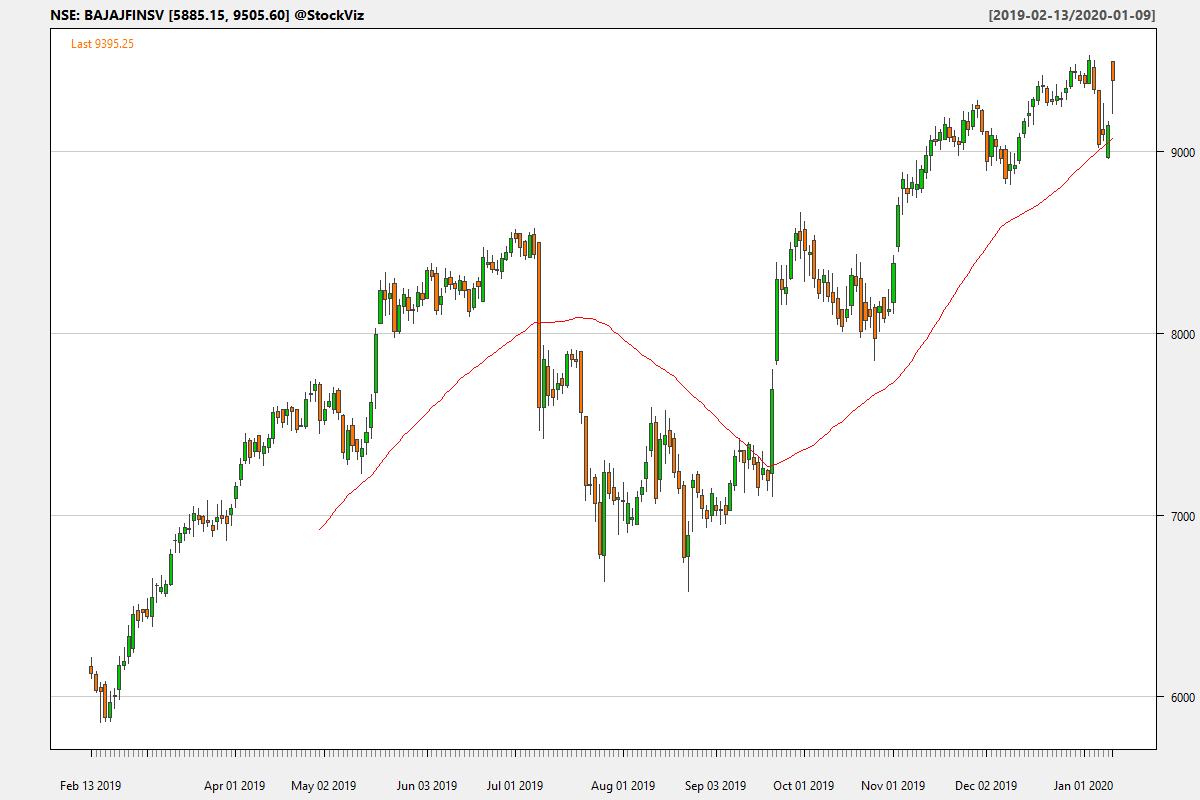 NSE: BAJAJFINSV [5885.15, 9505.60] @StockViz [2019-02-13/2020-01-09]
Last 9395.25
9000
8000
7000
6000
Feb 13 2019 Apr 01 2019 May 02 2019 Jun 03 2019 Jul 01 2019 Aug 01 2019 Sep 03 2019 Oct 01 2019 Nov 01 2019 Dec 02 2019 Jan 01 2020